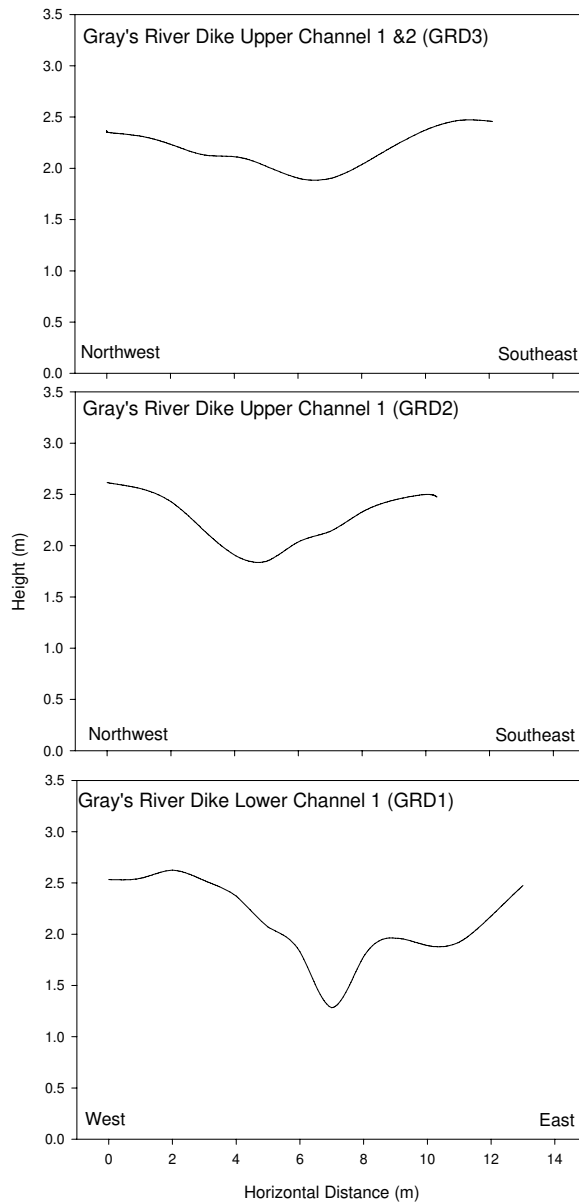 3.5
Gray's River Dike Upper Channel 1 &2 (GRD3)
3.0
2.5
2.0
1.5
1.0
0.5
Northwest Southeast
0.0
3.5
Gray's River Dike Upper Channel 1 (GRD2)
3.0
2.5
2.0
Height (m)
1.5
1.0
0.5
Northwest Southeast
0.0
3.5
Gray's River Dike Lower Channel 1 (GRD1)
3.0
2.5
2.0
1.5
1.0
0.5
West East
0.0
0 2 4 6 8 10 12 14
Horizontal Distance (m)